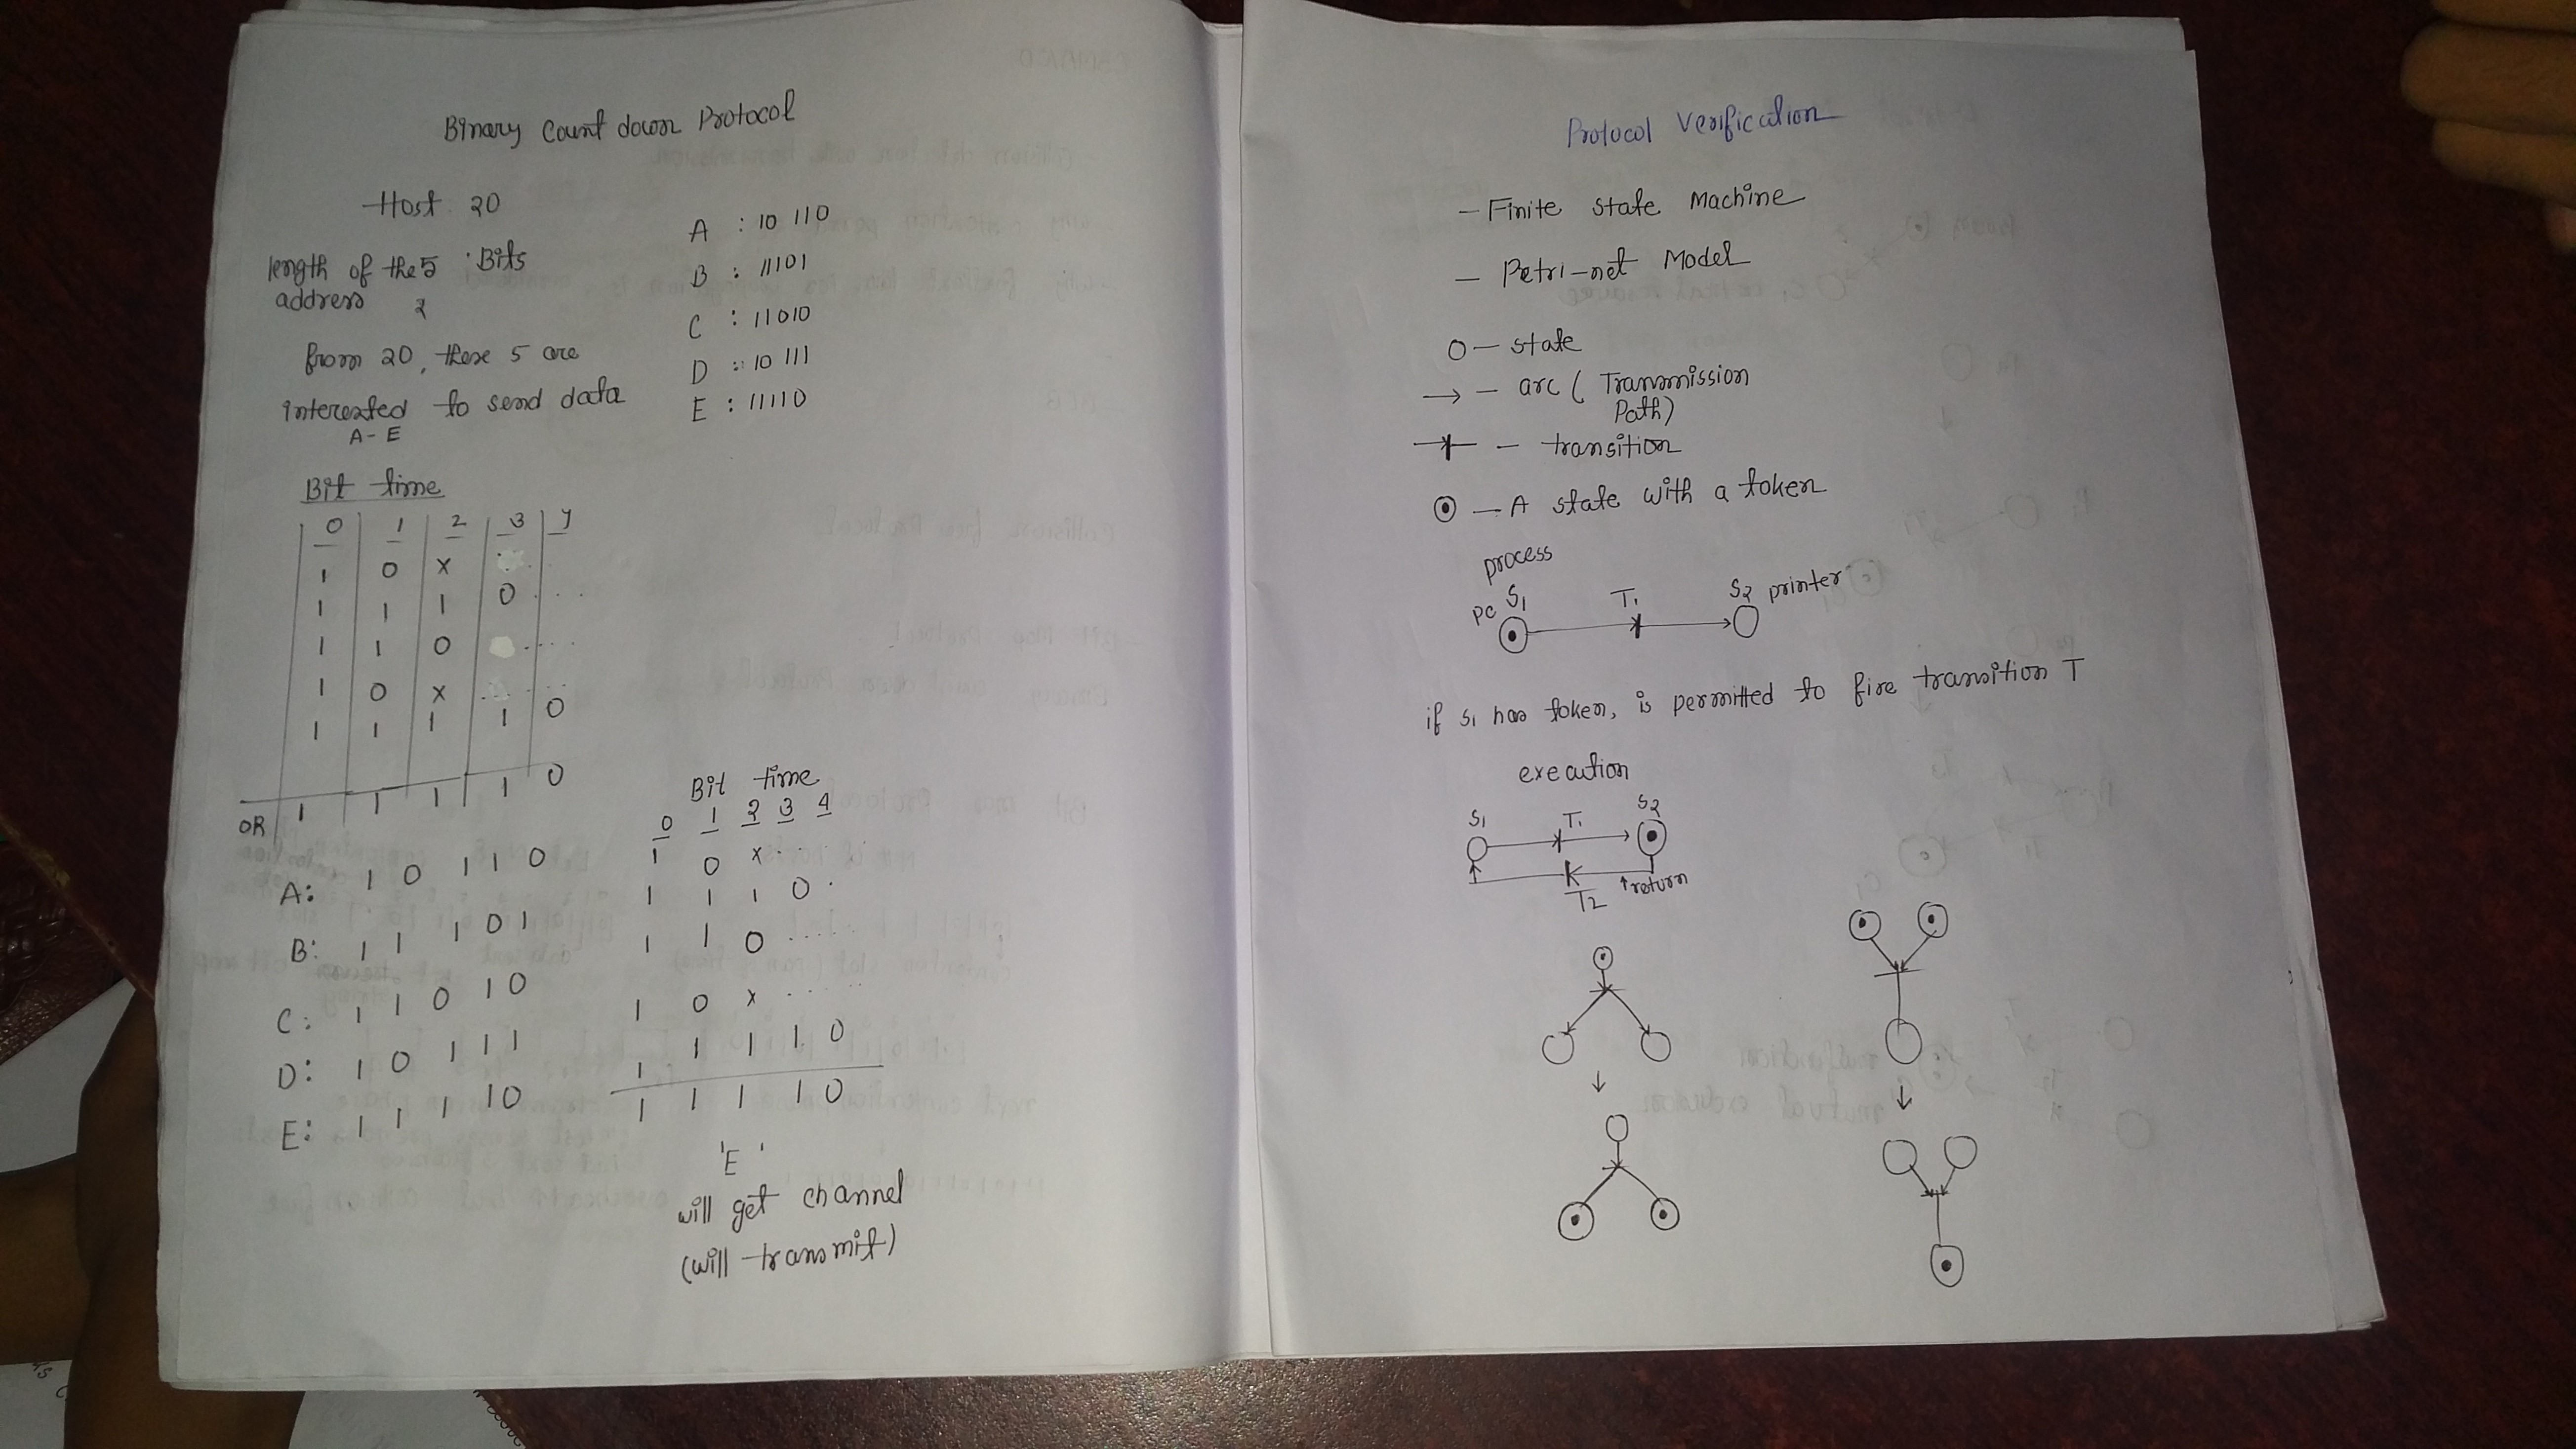 Binary Count down Protocol
Host 20
length of the 5 Bits
address
from 20, these 5 are
interested to send data
A-E
A : 10 110
B : 11101
C : 11010
D : 10 111
E : 11110
Bit time
0 1 2 3 4
1 0 x
1 1 1 0 . . .
1 1 0 . . . .
1 0 x . . . .
1 1 1 1 0
OR 1 1 1 1 0
Bit time
0 1 2 3 4
A: 1 0 1 1 0 1 0 x . . .
B: 1 1 1 0 1 1 1 1 0 .
C: 1 1 0 1 0 1 1 0 . . . .
D: 1 0 1 1 1 1 0 x . . . .
E: 1 1 1 1 0 1 1 1 1 0
1 1 1 1 0
'E'
will get channel
(will transmit)
Protocol Verification
- Finite state Machine
- Petri-net Model
O - state
→ - arc ( Transmission
Path)
- transition
- A state with a token
process
PC S1 T1 S2 printer
if S1 has token, is permitted to fire transition T
execution
S1 T1 S2
T2 ↑return